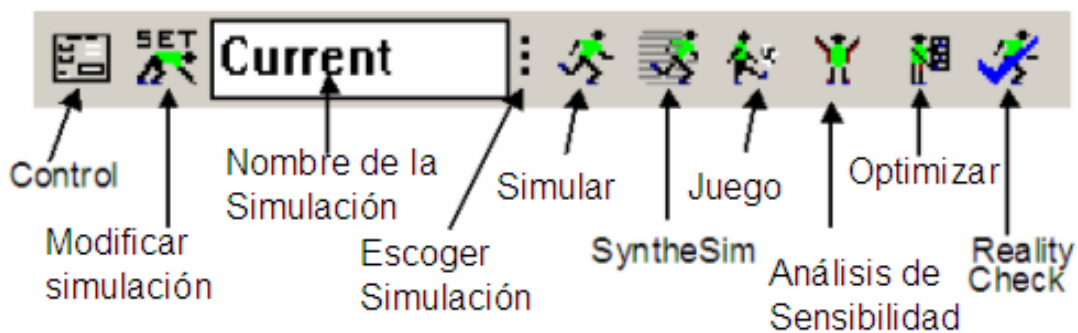 SET
Current
Control
Modificar
simulación
Nombre de la
Simulación
Escoger
Simulación
Simular
SyntheSim
Juego
Análisis de
Sensibilidad
Optimizar
Reality
Check